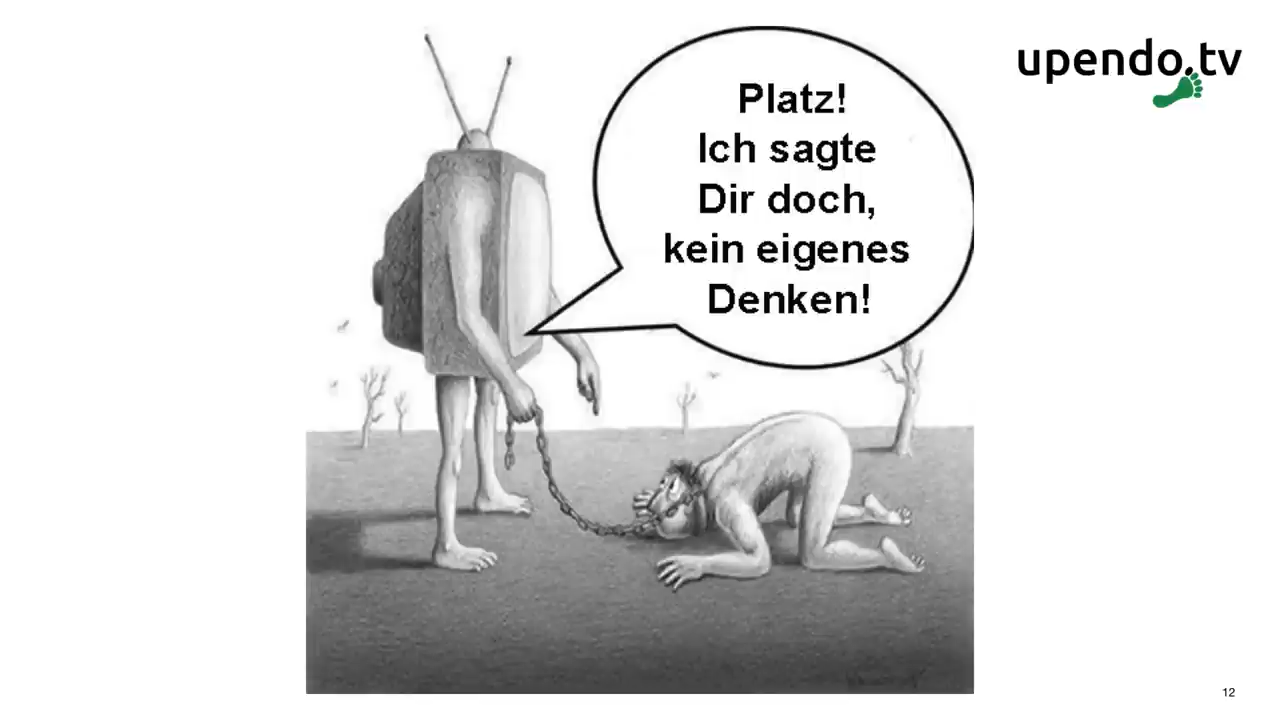 upendo.tv
Platz!
Ich sagte
Dir doch,
kein eigenes
Denken!
12